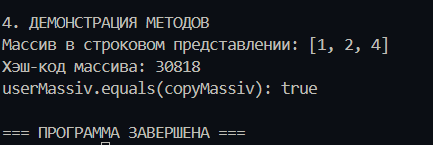 4. ДЕМОНСТРАЦИЯ МЕТОДОВ
Массив в строковом представлении: [1, 2, 4]
Хэш-код массива: 30818
userMassiv.equals(copyMassiv): true
=== ПРОГРАММА ЗАВЕРШЕНА ===